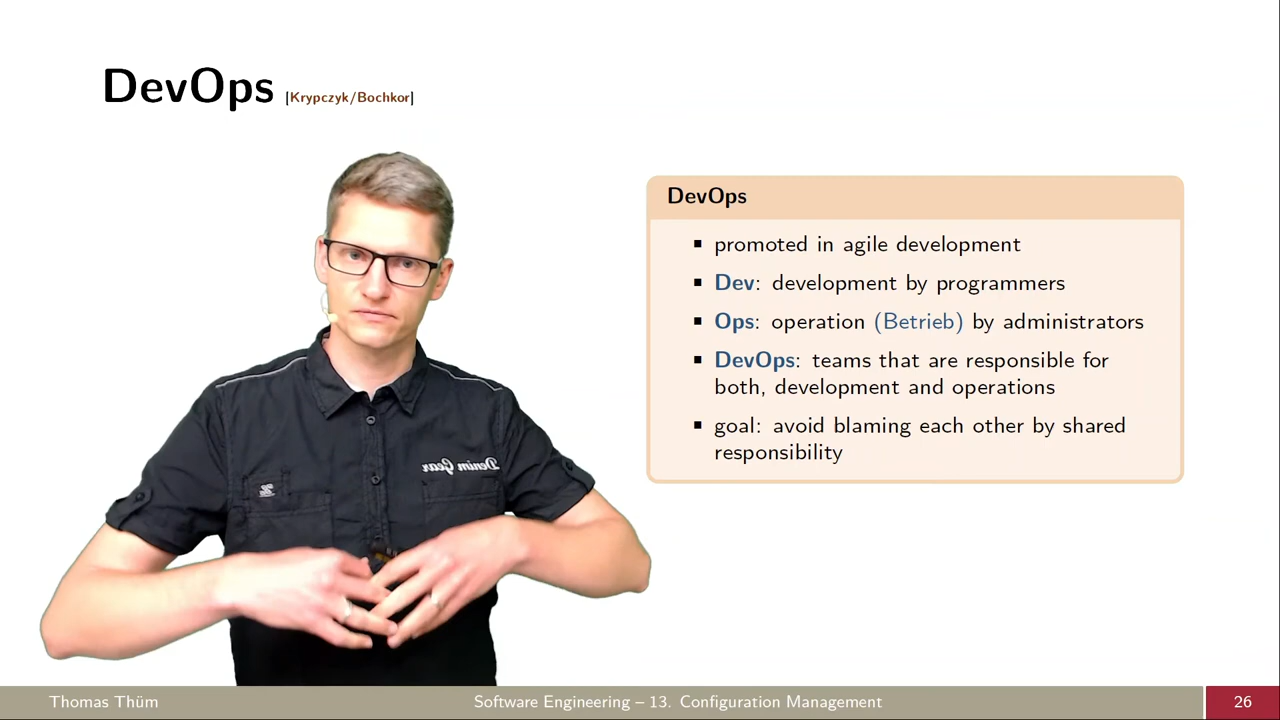 DevOps [Krypczyk/Bochkor]
DevOps
▪ promoted in agile development
▪ Dev: development by programmers
▪ Ops: operation (Betrieb) by administrators
▪ DevOps: teams that are responsible for
both, development and operations
▪ goal: avoid blaming each other by shared
responsibility
Denim Gear
Thomas Thüm
Software Engineering – 13. Configuration Management
26